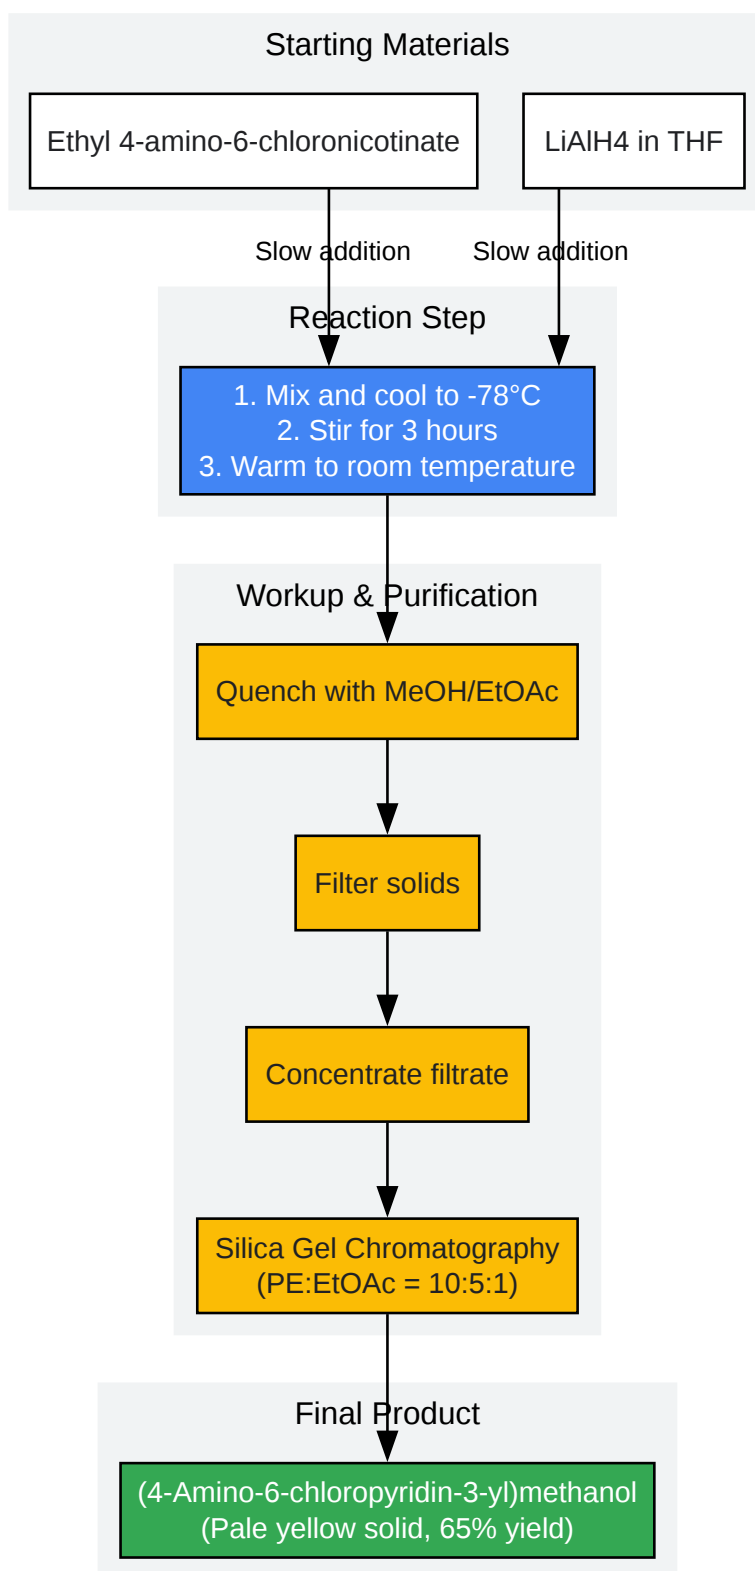 Starting Materials
Ethyl 4-amino-6-chloronicotinate
LiAlH4 in THF
Slow addition
Slow addition
Reaction Step
1. Mix and cool to -78°C
2. Stir for 3 hours
3. Warm to room temperature
Workup & Purification
Quench with MeOH/EtOAc
Filter solids
Concentrate filtrate
Silica Gel Chromatography
(PE:EtOAc = 10:5:1)
Final Product
(4-Amino-6-chloropyridin-3-yl)methanol
(Pale yellow solid, 65% yield)